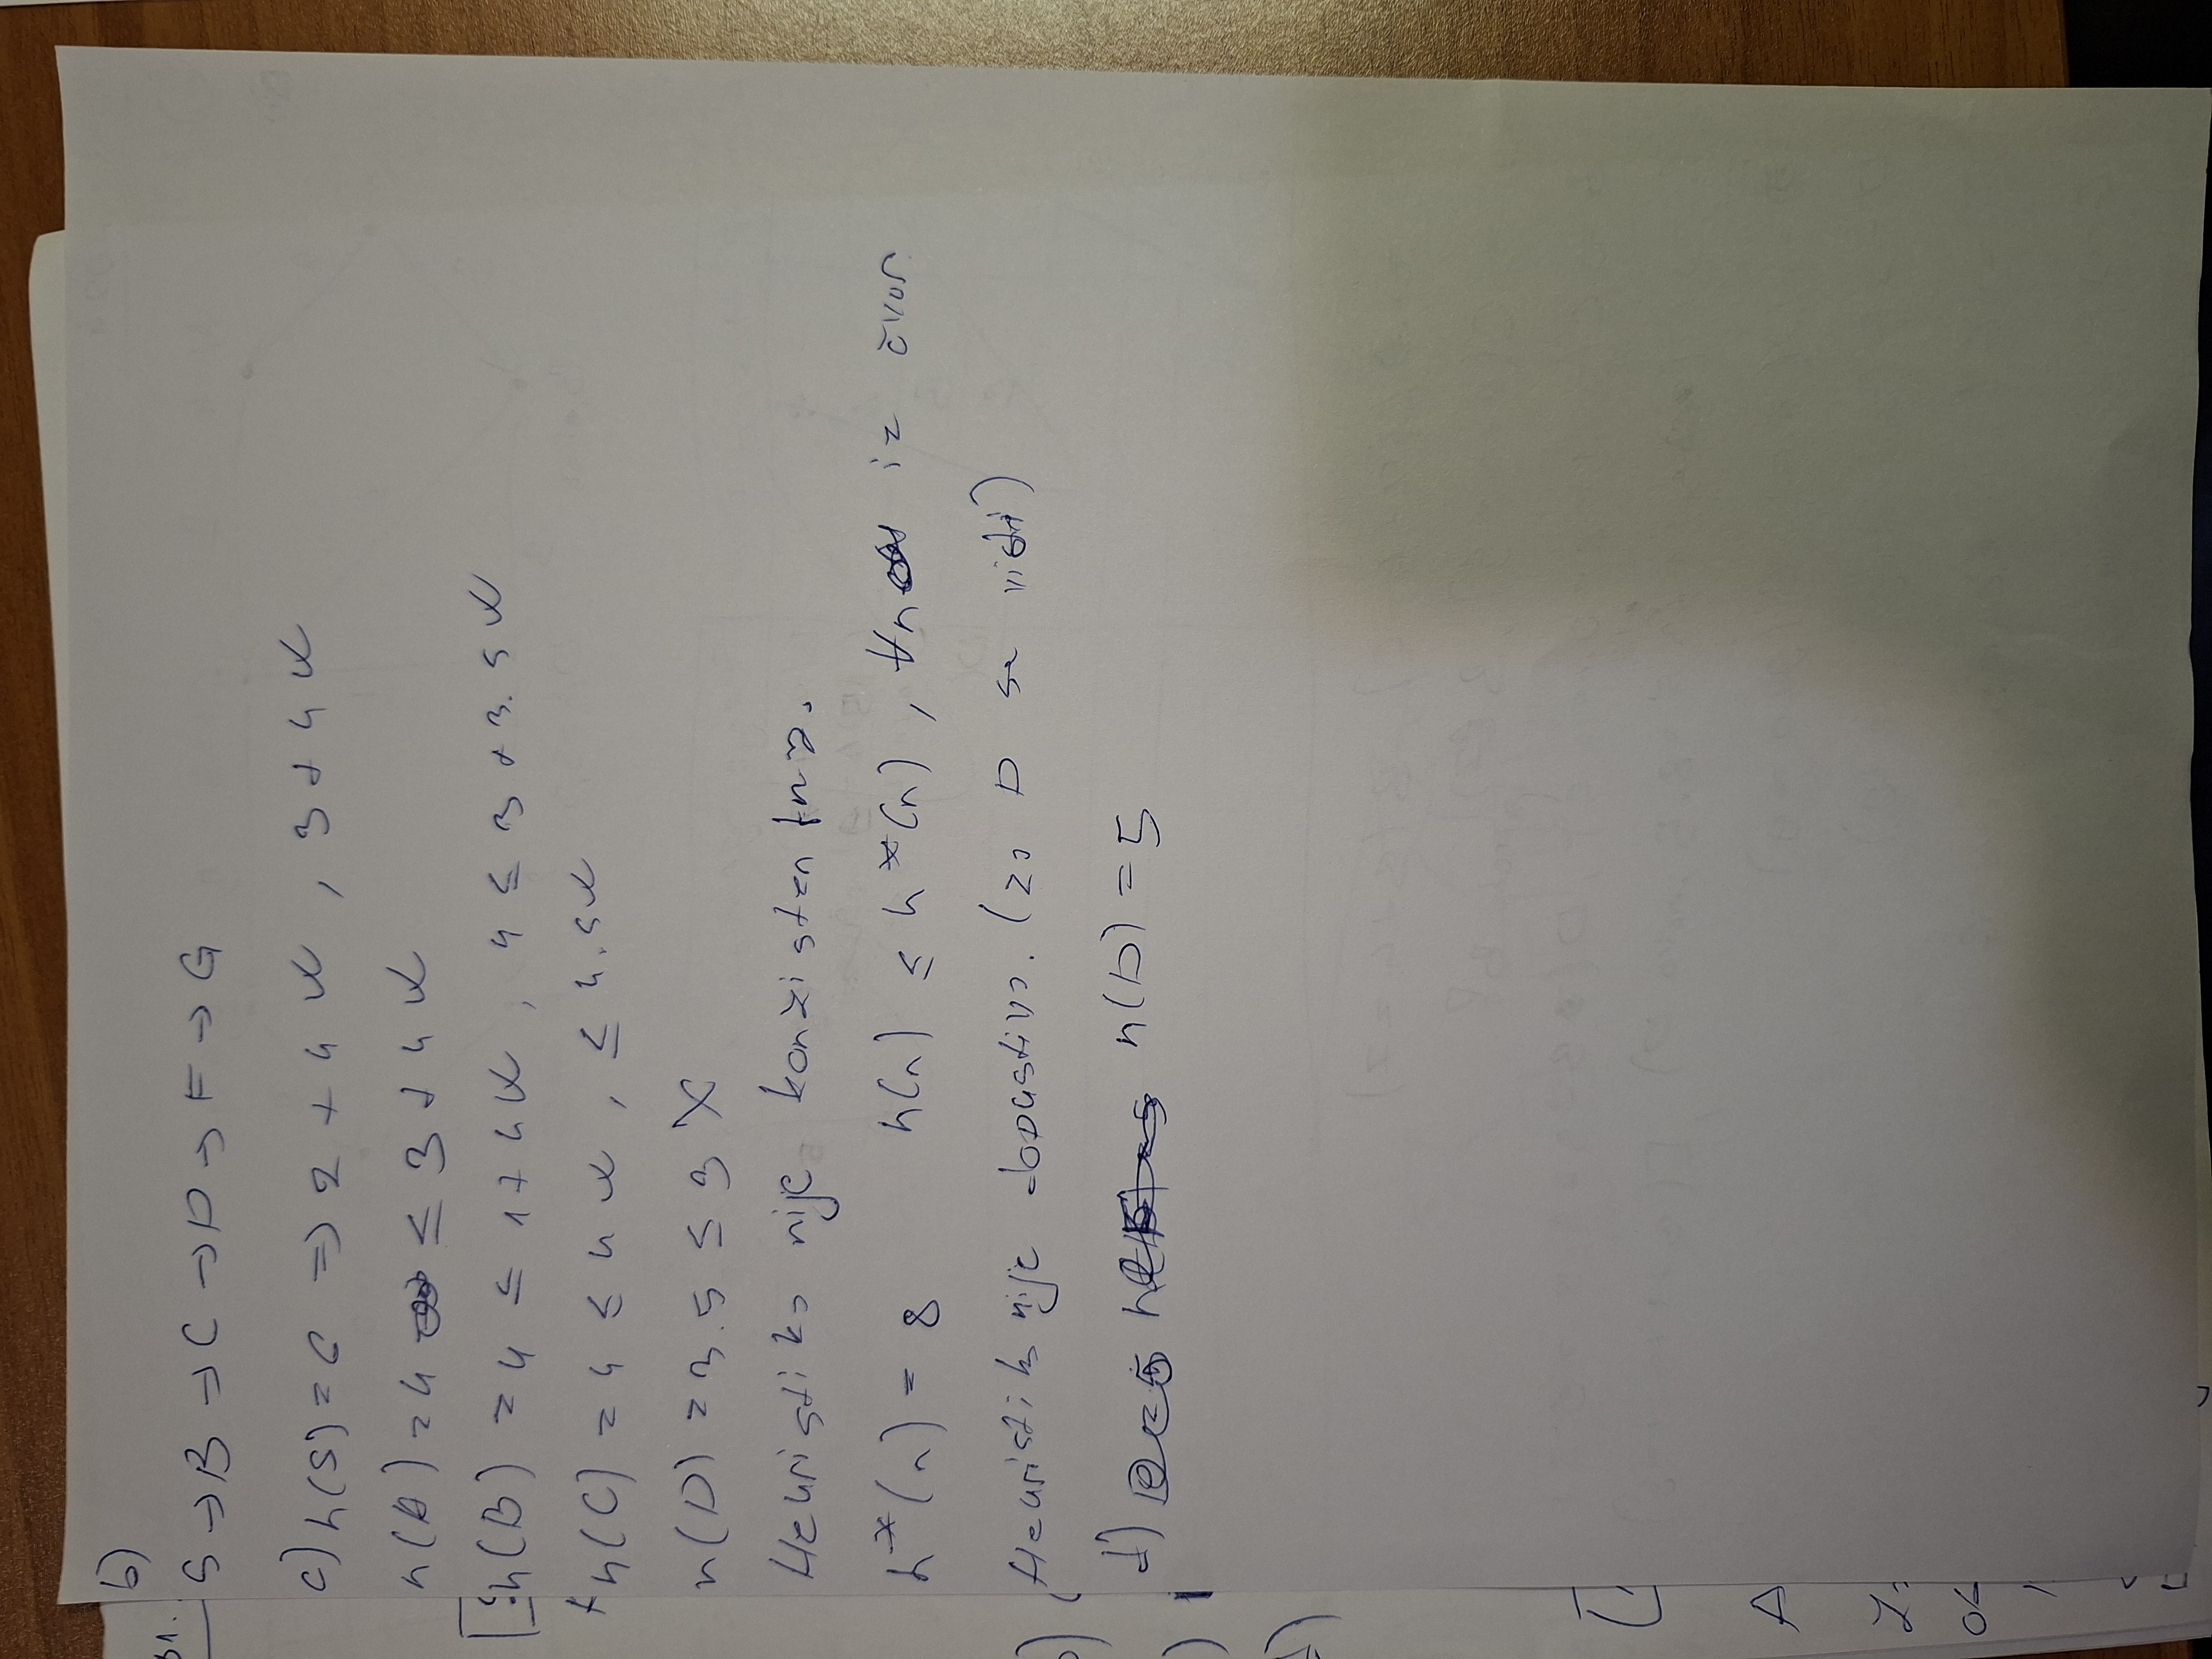 b)
S → B → C → D → F → G
c) h(S) = 6 => 2 + 4 ✓, 3 + 4 ✓
h(A) = 4 ≤ 3 + 4 ✓
h(B) = 4 ≤ 1 + 4 ✓, 4 ≤ 3 + 3.5 ✓
h(C) = 4 ≤ 4 ✓, ≤ 4.5 ✓
h(D) = 3.5 ≤ 3 X
Heuristika nije konzistentna.
h*(n) = 8 h(n) ≤ h*(n), ∀n iz čvor
Heuristika nije dopustiva. (za D se vidi)
d) h(D) = 5
31.
A